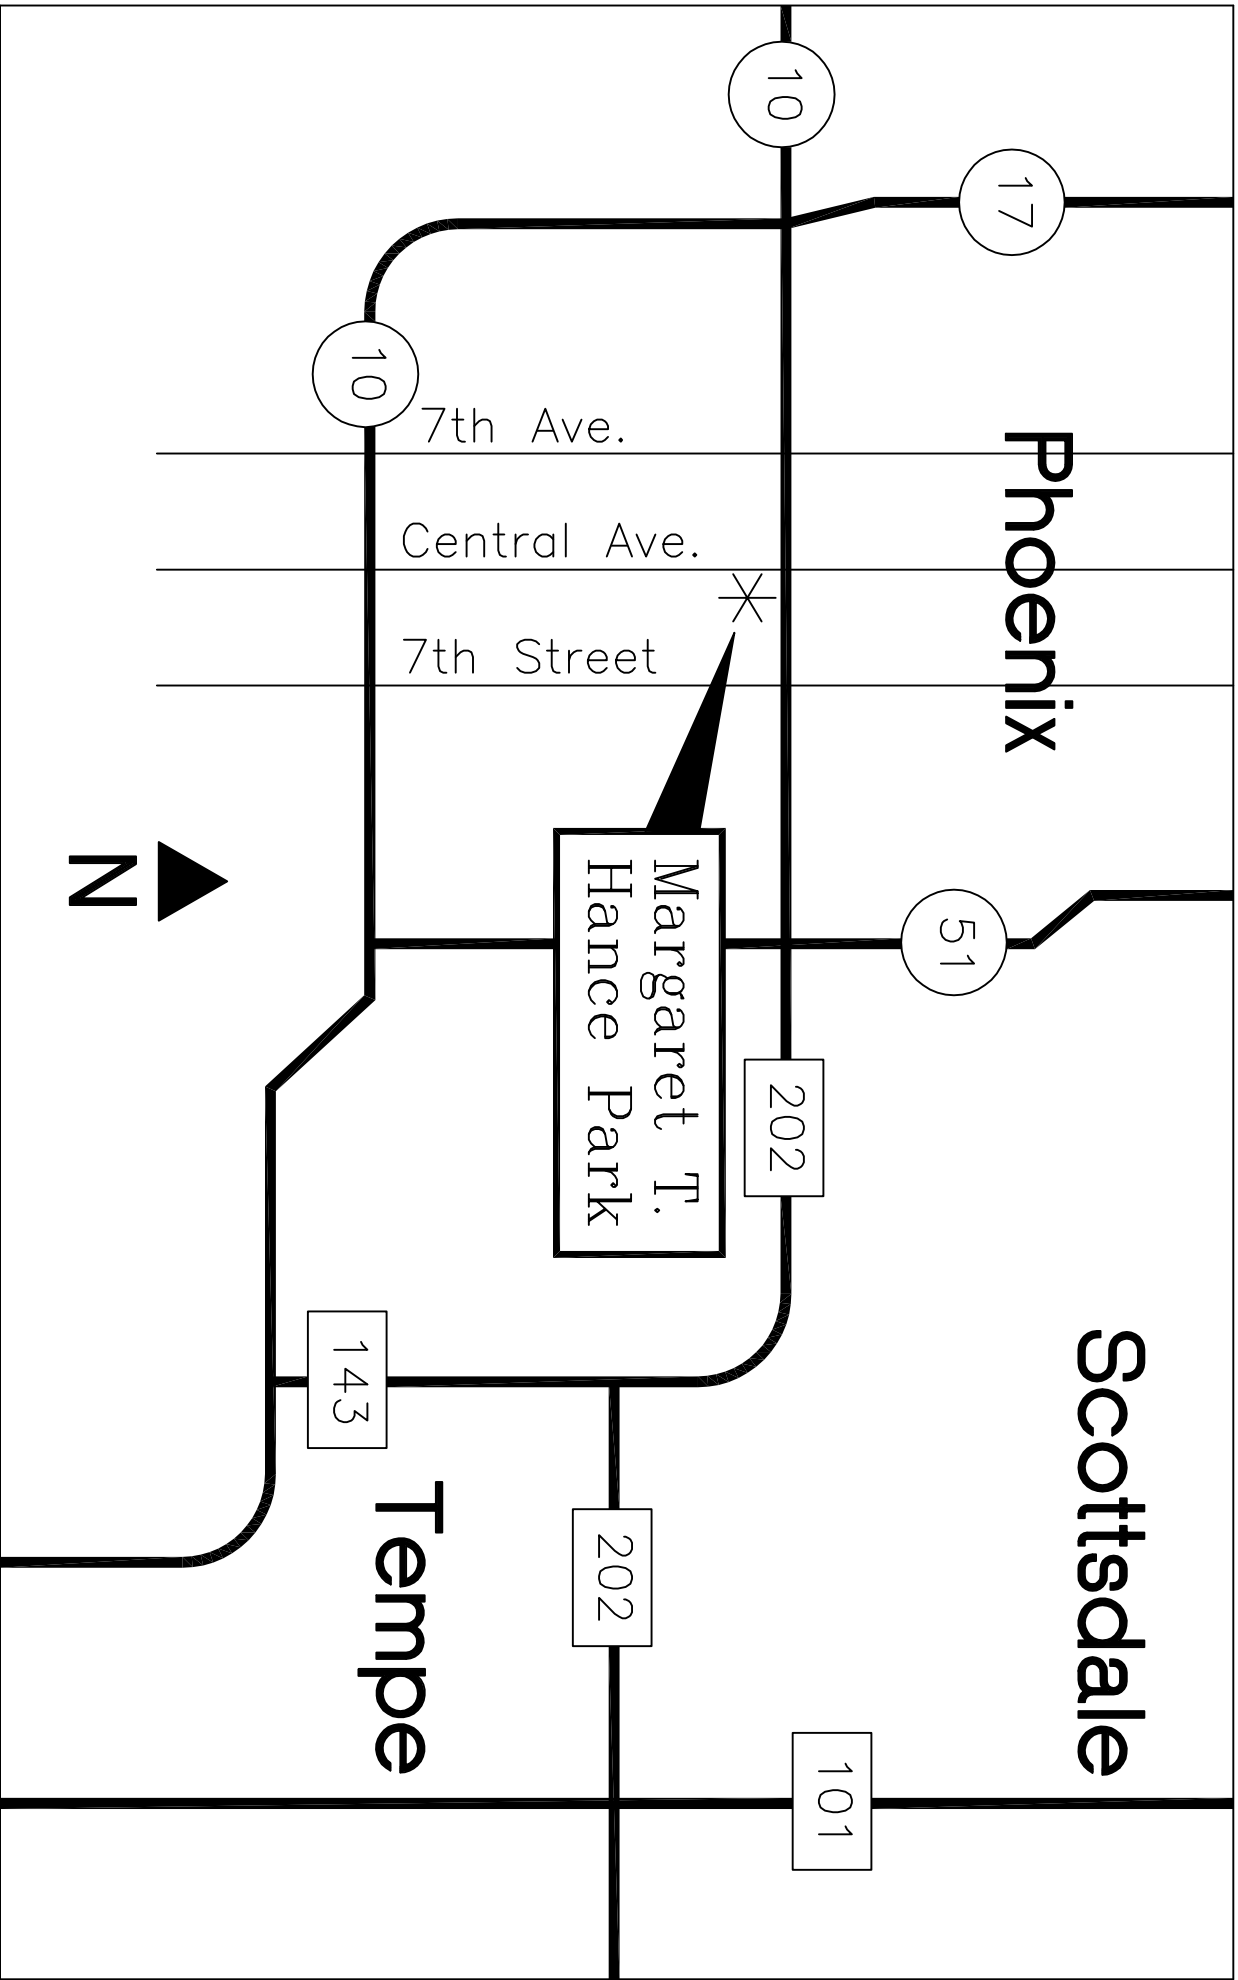 Scottsdale
Phoenix
17
51
101
10
202
Margaret T.
Hance Park
202
7th Ave.
Central Ave.
7th Street
Tempe
10
143
N